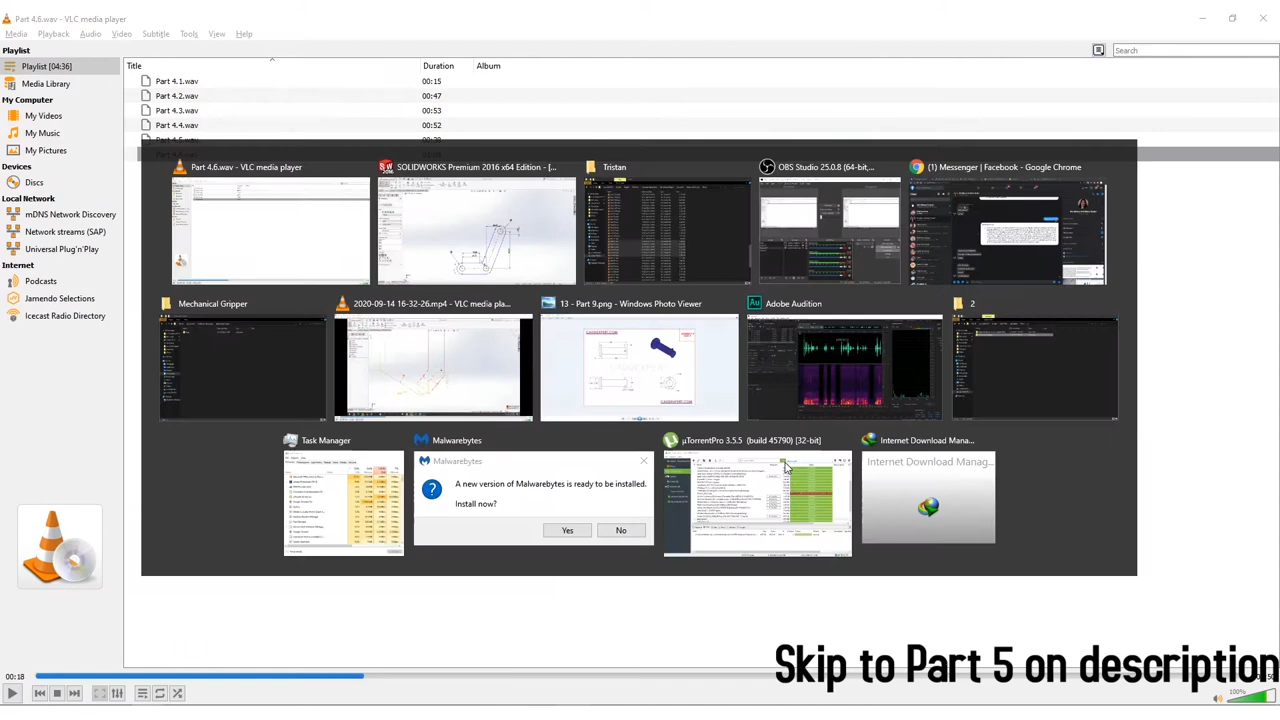 Part 4.6.wav - VLC media player
Media Playback Audio Video Subtitle Tools View Help
Playlist
Search
Playlist [04:36]
Title Duration Album
Media Library
Part 4.1.wav 00:15
Part 4.2.wav 00:47
My Computer
Part 4.3.wav 00:53
My Videos
Part 4.4.wav 00:52
My Music
My Pictures
Devices
Discs
Local Network
mDNS Network Discovery
Network streams (SAP)
Universal Plug'n'Play
Internet
Podcasts
Jamendo Selections
Icecast Radio Directory
Part 4.6.wav - VLC media player
SOLIDWORKS Premium 2016 x64 Edition - [...
Tristan
OBS Studio 25.0.8 (64-bit...
(1) Messenger | Facebook - Google Chrome
Mechanical Gripper
2020-09-14 16-32-26.mp4 - VLC media pla...
13 - Part 9.png - Windows Photo Viewer
Adobe Audition
2
Task Manager
Malwarebytes
µTorrentPro 3.5.5 (build 45790) [32-bit]
Internet Download Mana...
Malwarebytes
A new version of Malwarebytes is ready to be installed.
Install now?
Yes No
Internet Download Manag...
Skip to Part 5 on description
00:18